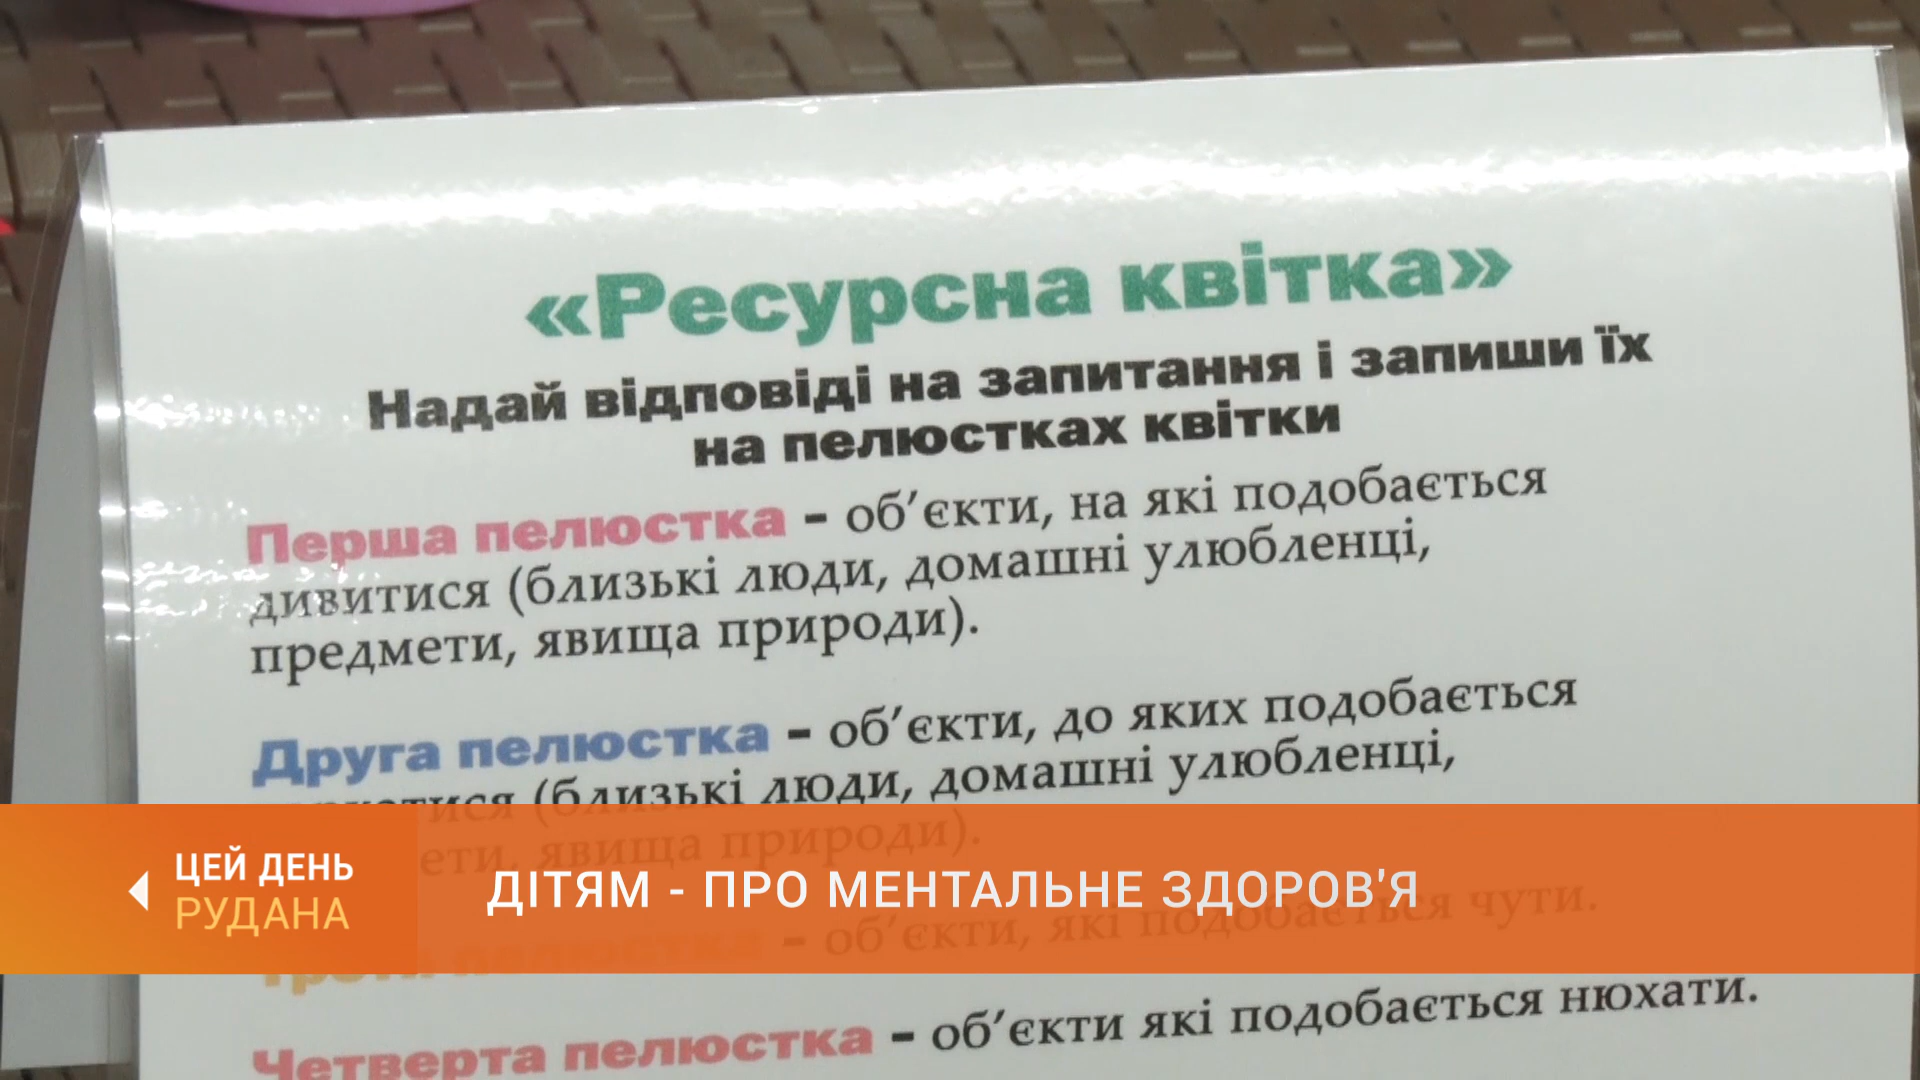 «Ресурсна квітка»
Надай відповіді на запитання і запиши їх
на пелюстках квітки
Перша пелюстка – об'єкти, на які подобається
дивитися (близькі люди, домашні улюбленці,
предмети, явища природи).
Друга пелюстка – об'єкти, до яких подобається
(близькі люди, домашні улюбленці,
явища природи).
пелюстка – об'єкти, які подобається чути.
Четверта пелюстка – об'єкти які подобається нюхати.
ЦЕЙ ДЕНЬ
РУДАНА
ДІТЯМ - ПРО МЕНТАЛЬНЕ ЗДОРОВ'Я